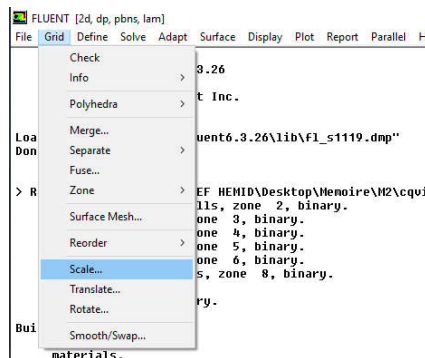 FLUENT [2d, dp, pbns, lam]
File Grid Define Solve Adapt Surface Display Plot Report Parallel
Check
Info
Polyhedra
Merge...
Separate
Fuse...
Zone
Surface Mesh...
Reorder
Scale...
Translate...
Rotate...
Smooth/Swap...
3.26
t Inc.
Loa uent6.3.26\lib\fl_s1119.dmp"
Don
> R EF HEMID\Desktop\Memoire\M2\cqvi
lls, zone 2, binary.
one 3, binary.
one 4, binary.
one 5, binary.
one 6, binary.
s, zone 8, binary.
ry.
Bui
materials.